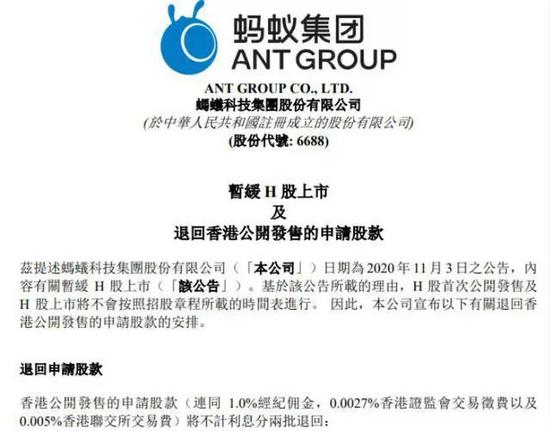 蚂蚁集团
ANT GROUP
ANT GROUP CO., LTD.
螞蟻科技集團股份有限公司
(於中華人民共和國註冊成立的股份有限公司)
(股份代號: 6688)
暫緩 H 股上市
及
退回香港公開發售的申請股款
茲提述螞蟻科技集團股份有限公司（「本公司」）日期為2020年11月3日之公告，內
容有關暫緩 H 股上市（「該公告」）。基於該公告所載的理由，H 股首次公開發售及
H 股上市將不會按照招股章程所載的時間表進行。 因此，本公司宣布以下有關退回香
港公開發售的申請股款的安排。
退回申請股款
香港公開發售的申請股款（連同 1.0%經紀佣金，0.0027%香港證監會交易徵費以及
0.005%香港聯交所交易費）將不計利息分兩批退回：